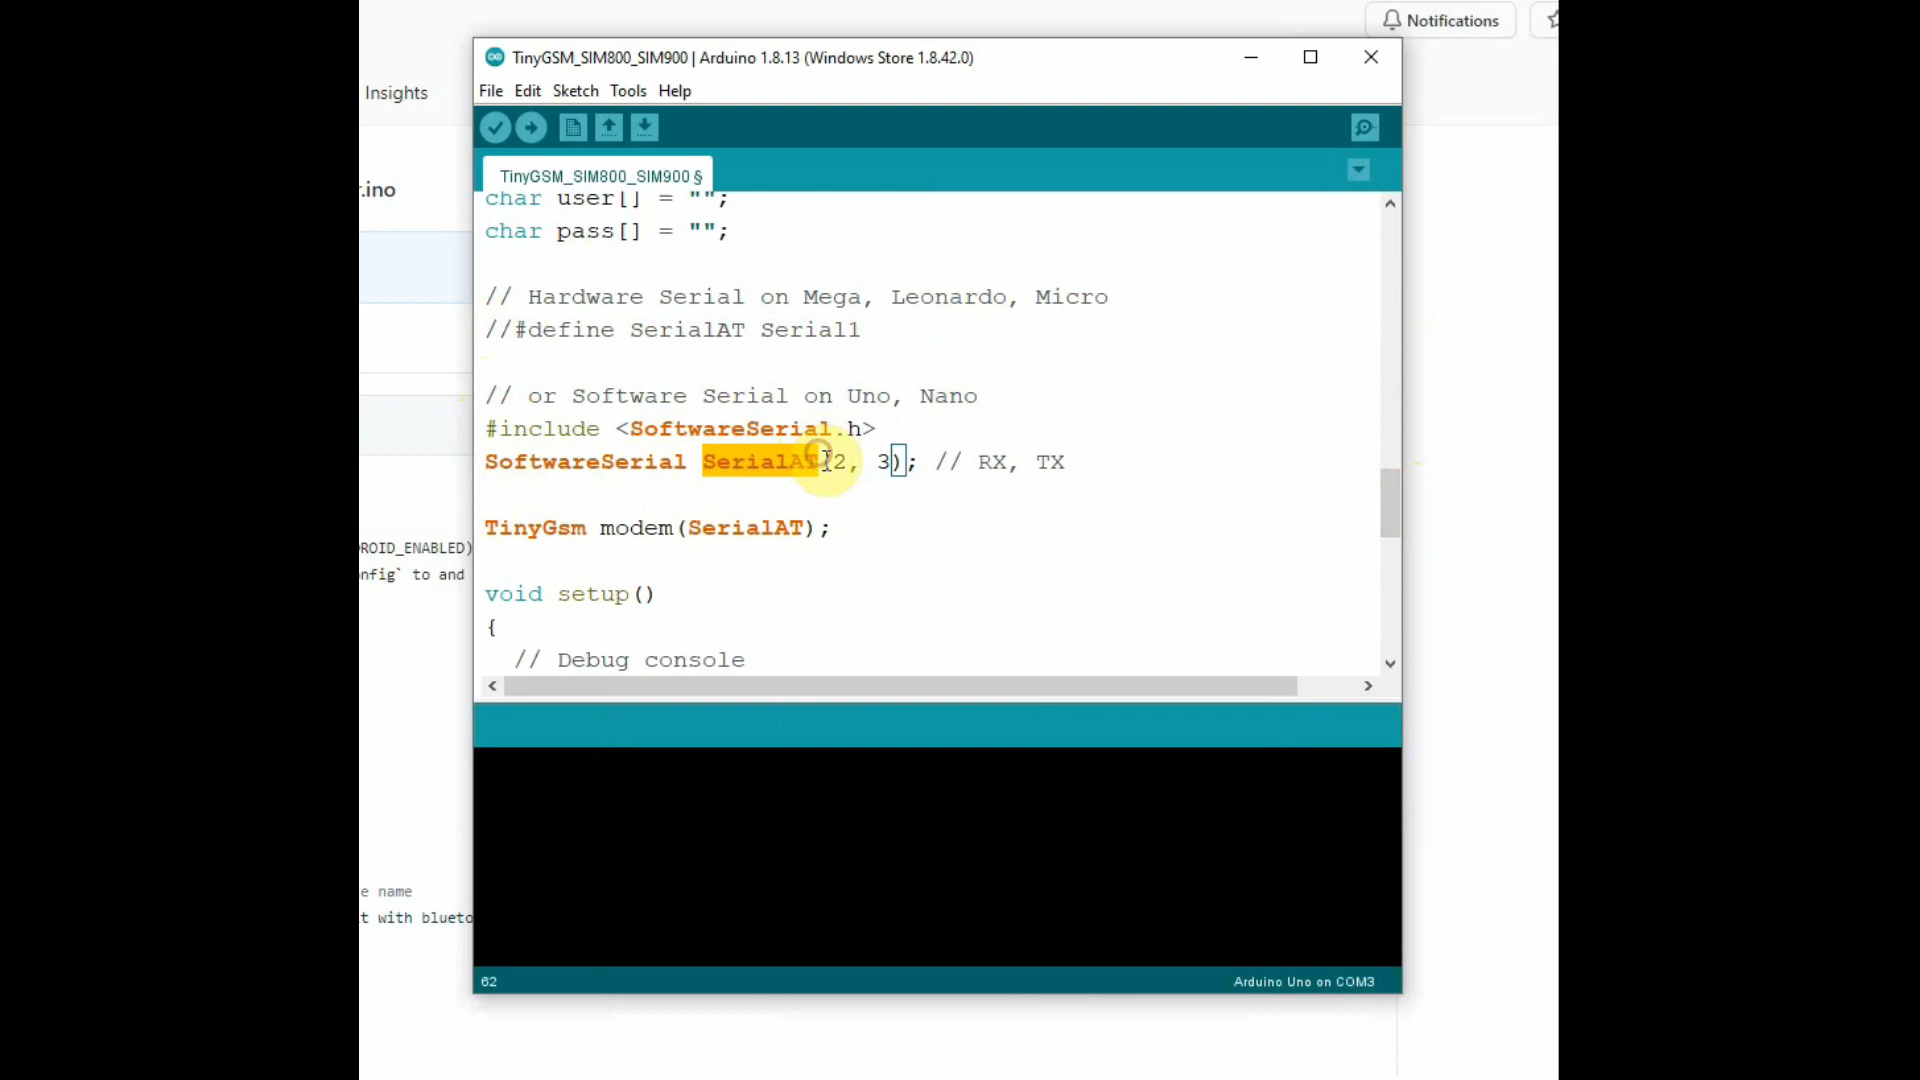 Notifications
Insights
:.ino
TinyGSM_SIM800_SIM900 | Arduino 1.8.13 (Windows Store 1.8.42.0)
File Edit Sketch Tools Help
TinyGSM_SIM800_SIM900 §
char user[] = "";
char pass[] = "";
// Hardware Serial on Mega, Leonardo, Micro
//#define SerialAT Serial1
// or Software Serial on Uno, Nano
#include <SoftwareSerial.h>
SoftwareSerial SerialAT(2, 3); // RX, TX
TinyGsm modem(SerialAT);
void setup()
{
// Debug console
ROID_ENABLED)
nfig` to and
e name
t with blueto
62
Arduino Uno on COM3